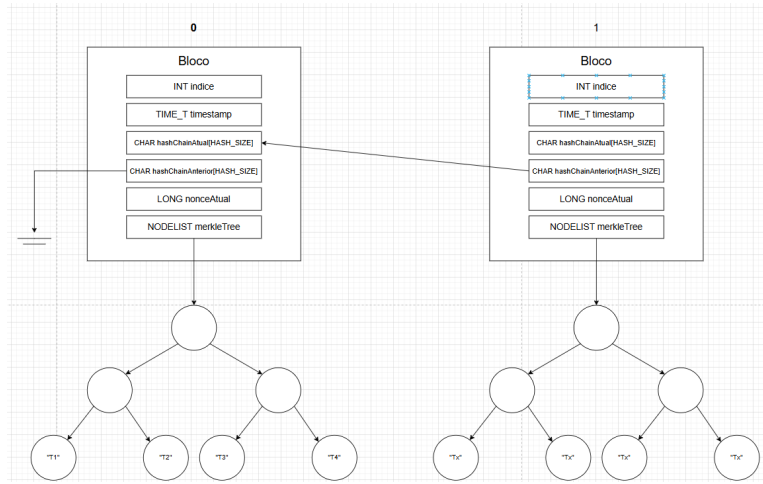 0
1
Bloco
Bloco
INT indice
INT indice
TIME_T timestamp
TIME_T timestamp
CHAR hashChainAtual[HASH_SIZE]
CHAR hashChainAtual[HASH_SIZE]
CHAR hashChainAnterior[HASH_SIZE]
CHAR hashChainAnterior[HASH_SIZE]
LONG nonceAtual
LONG nonceAtual
NODELIST merkleTree
NODELIST merkleTree
"T1"
"T2"
"T3"
"T4"
"Tx"
"Tx"
"Tx"
"Tx"